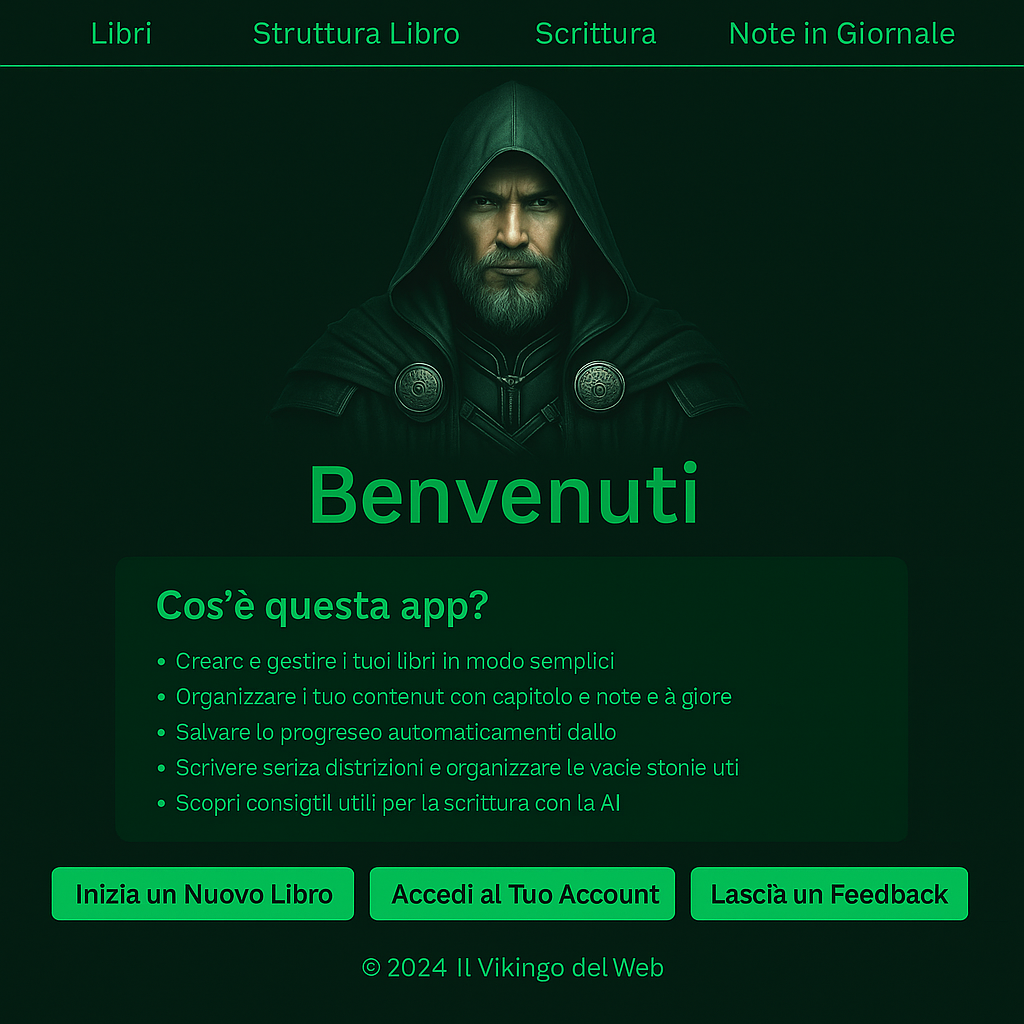 Libri Struttura Libro Scrittura Note in Giornale
Benvenuti
Cos'è questa app?
• Crearc e gestire i tuoi libri in modo semplici
• Organizzare i tuo contenut con capitolo e note e à giore
• Salvare lo progreseo automaticamenti dallo
• Scrivere seriza distrizioni e organizzare le vacie stonie uti
• Scopri consigtil utili per la scrittura con la AI
Inizia un Nuovo Libro Accedi al Tuo Account Lascià un Feedback
© 2024 Il Vikingo del Web